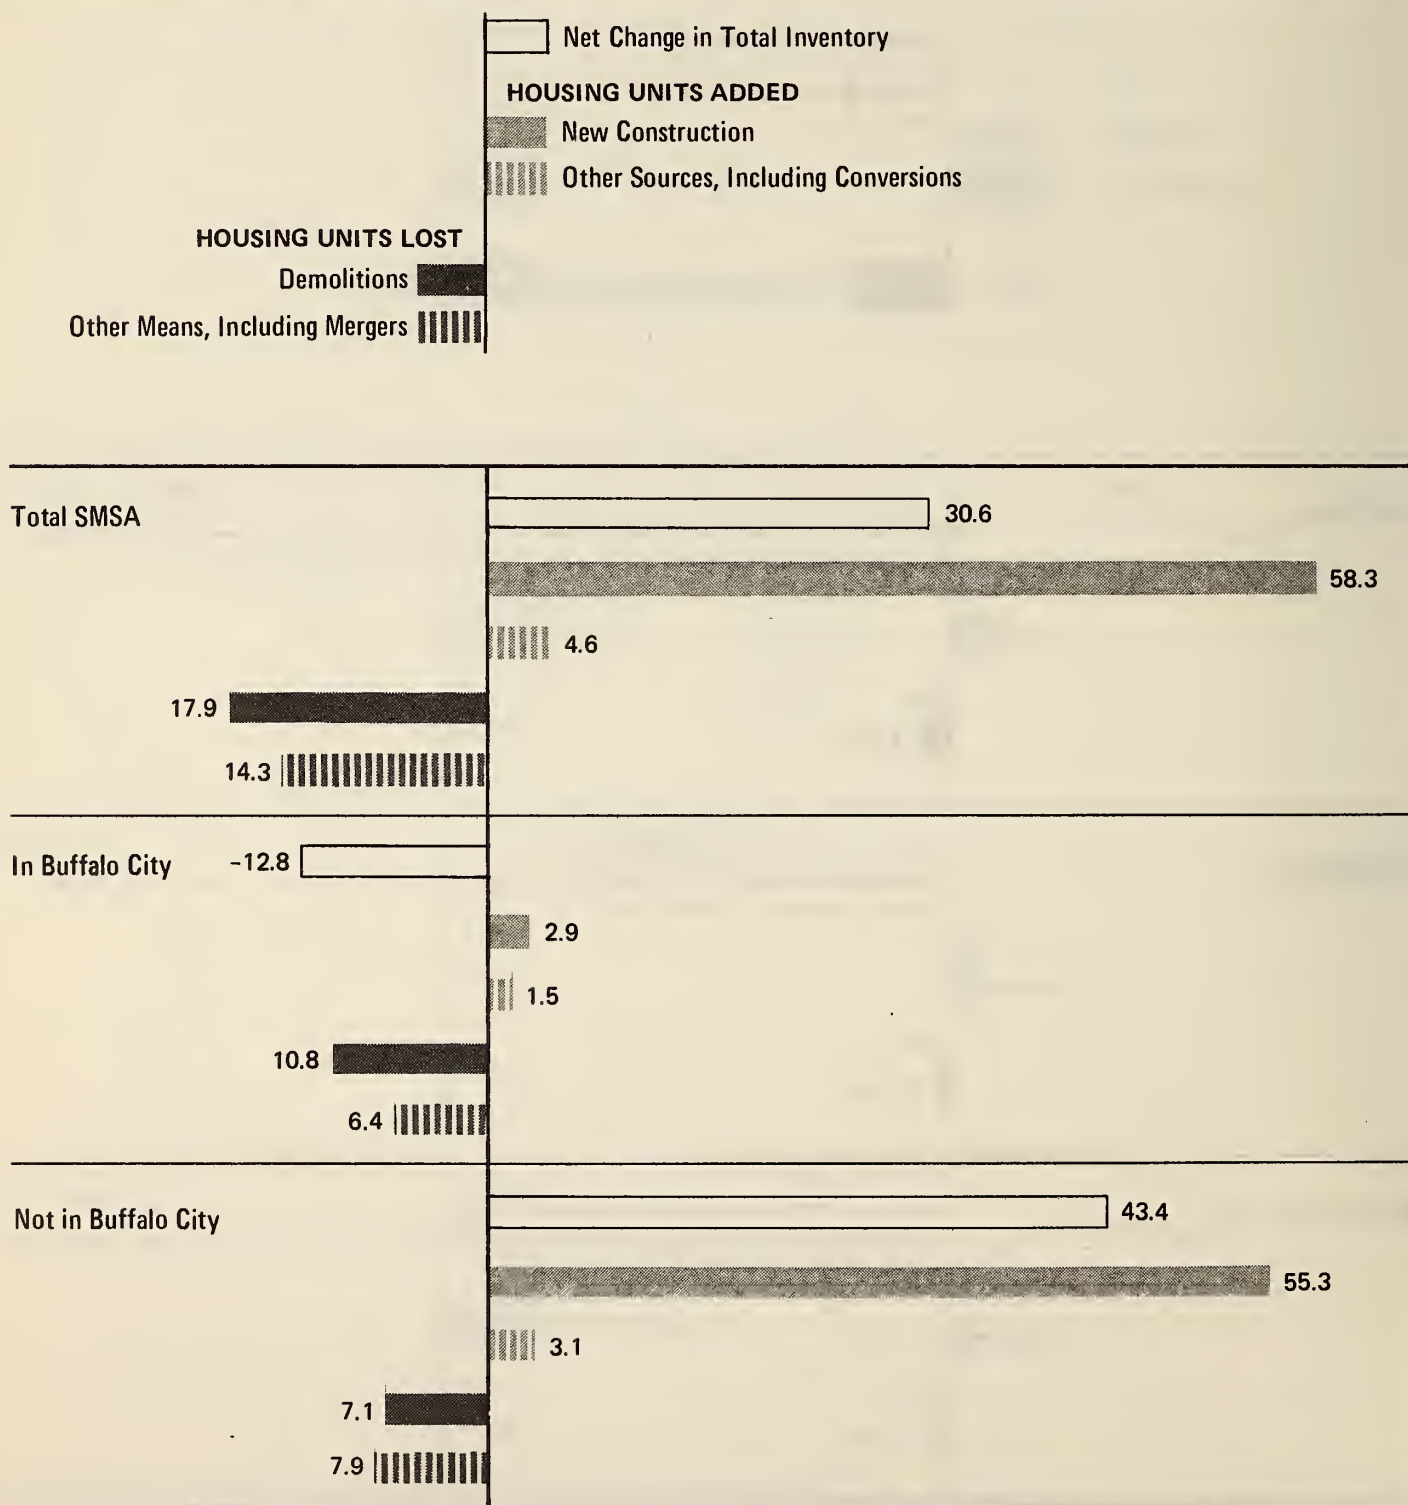 Net Change in Total Inventory
HOUSING UNITS ADDED
New Construction
Other Sources, Including Conversions
HOUSING UNITS LOST
Demolitions
Other Means, Including Mergers
Total SMSA
30.6
58.3
4.6
17.9
14.3
In Buffalo City -12.8
2.9
1.5
10.8
6.4
Not in Buffalo City
43.4
55.3
3.1
7.1
7.9